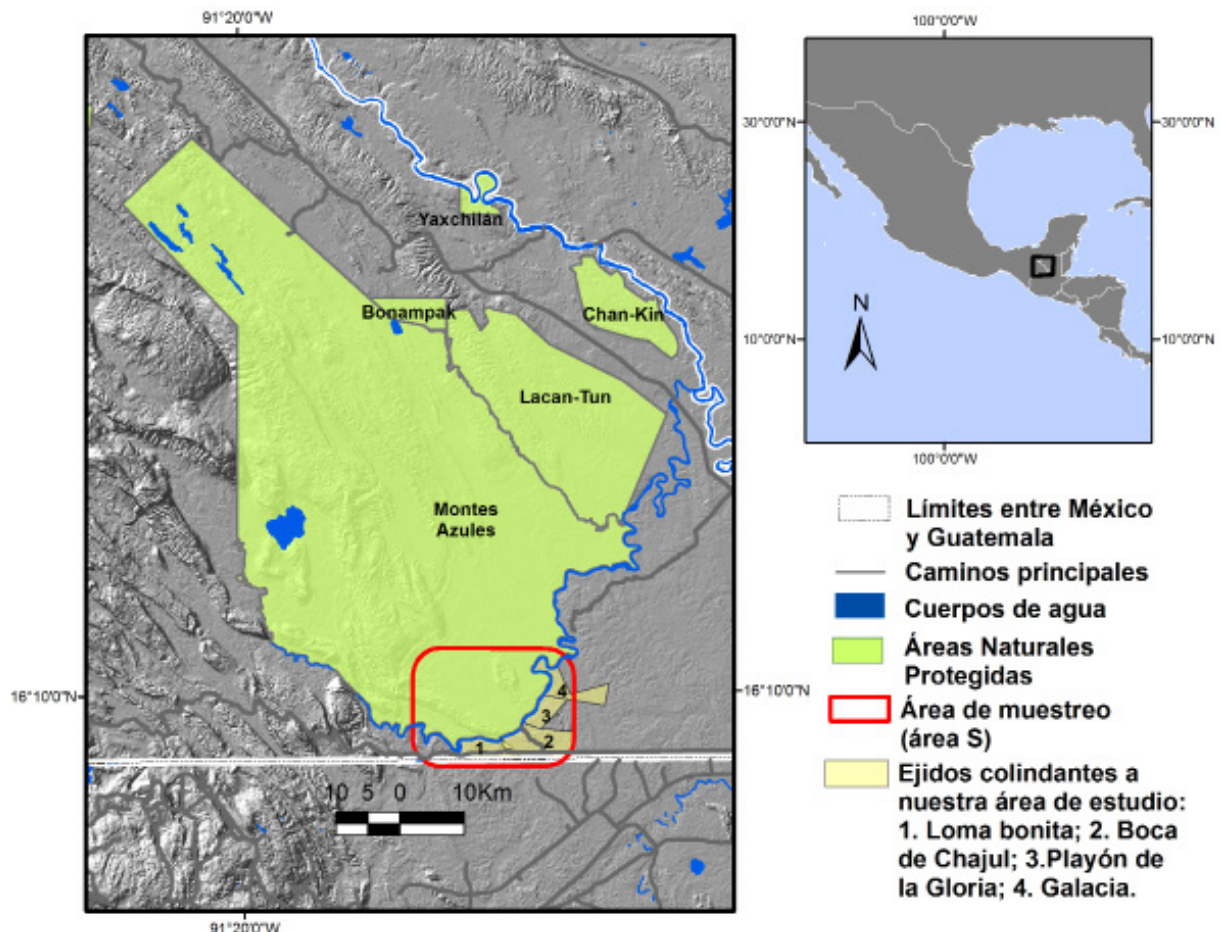 91°20'0"W
100°0'0"W
30°0'0"N
30°0'0"N
Yaxchilán
Bonampak
Chan-Kin
N
10°0'0"N
10°0'0"N
Lacan-Tun
100°0'0"W
Montes
Azules
Límites entre México
y Guatemala
Caminos principales
Cuerpos de agua
Áreas Naturales
Protegidas
16°10'0"N
16°10'0"N
4
3
2
1
Área de muestreo
(área S)
10 5 0 10Km
Ejidos colindantes a
nuestra área de estudio:
1. Loma bonita; 2. Boca
de Chajul; 3.Playón de
la Gloria; 4. Galacia.
91°20'0"W